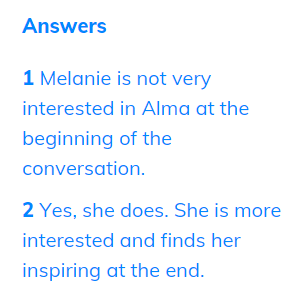 Answers
1 Melanie is not very
interested in Alma at the
beginning of the
conversation.
2 Yes, she does. She is more
interested and finds her
inspiring at the end.